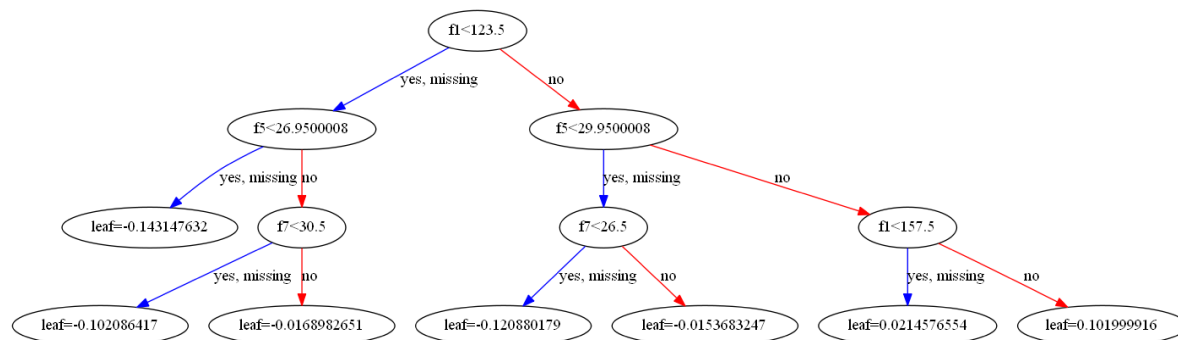 f1<123.5
yes, missing
no
f5<26.9500008
f5<29.9500008
yes, missing
no
yes, missing
no
leaf=-0.143147632
f7<30.5
f7<26.5
f1<157.5
yes, missing
no
yes, missing
no
yes, missing
no
leaf=-0.102086417
leaf=-0.0168982651
leaf=-0.120880179
leaf=-0.0153683247
leaf=0.0214576554
leaf=0.101999916